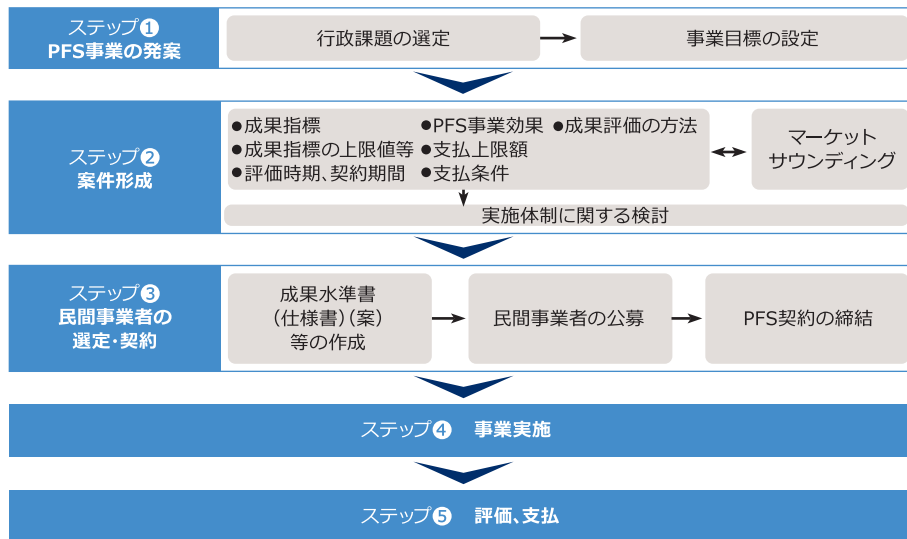 ステップ❶
PFS事業の発案
行政課題の選定
事業目標の設定
ステップ❷
案件形成
●成果指標
●成果指標の上限値等
●評価時期、契約期間
●PFS事業効果
●支払上限額
●支払条件
●成果評価の方法
マーケット
サウンディング
実施体制に関する検討
ステップ❸
民間事業者の
選定・契約
成果水準書
（仕様書）（案）
等の作成
民間事業者の公募
PFS契約の締結
ステップ❹ 事業実施
ステップ❺ 評価、支払